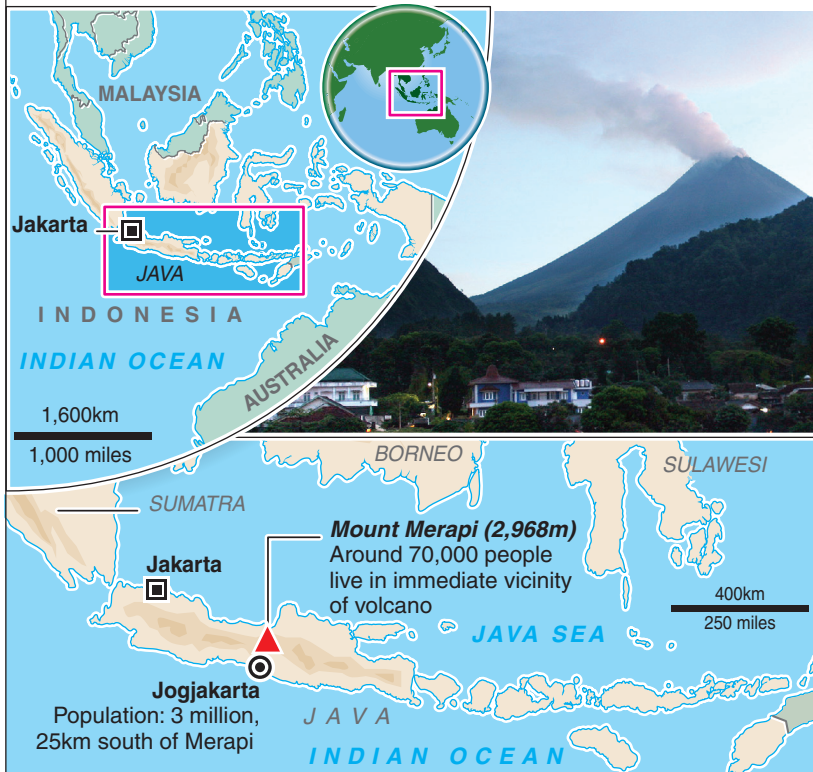 MALAYSIA
Jakarta
JAVA
INDONESIA
INDIAN OCEAN
AUSTRALIA
1,600km
1,000 miles
BORNEO
SULAWESI
SUMATRA
Mount Merapi (2,968m)
Around 70,000 people
live in immediate vicinity
of volcano
Jakarta
400km
250 miles
JAVA SEA
Jogjakarta
Population: 3 million,
25km south of Merapi
JAVA
INDIAN OCEAN